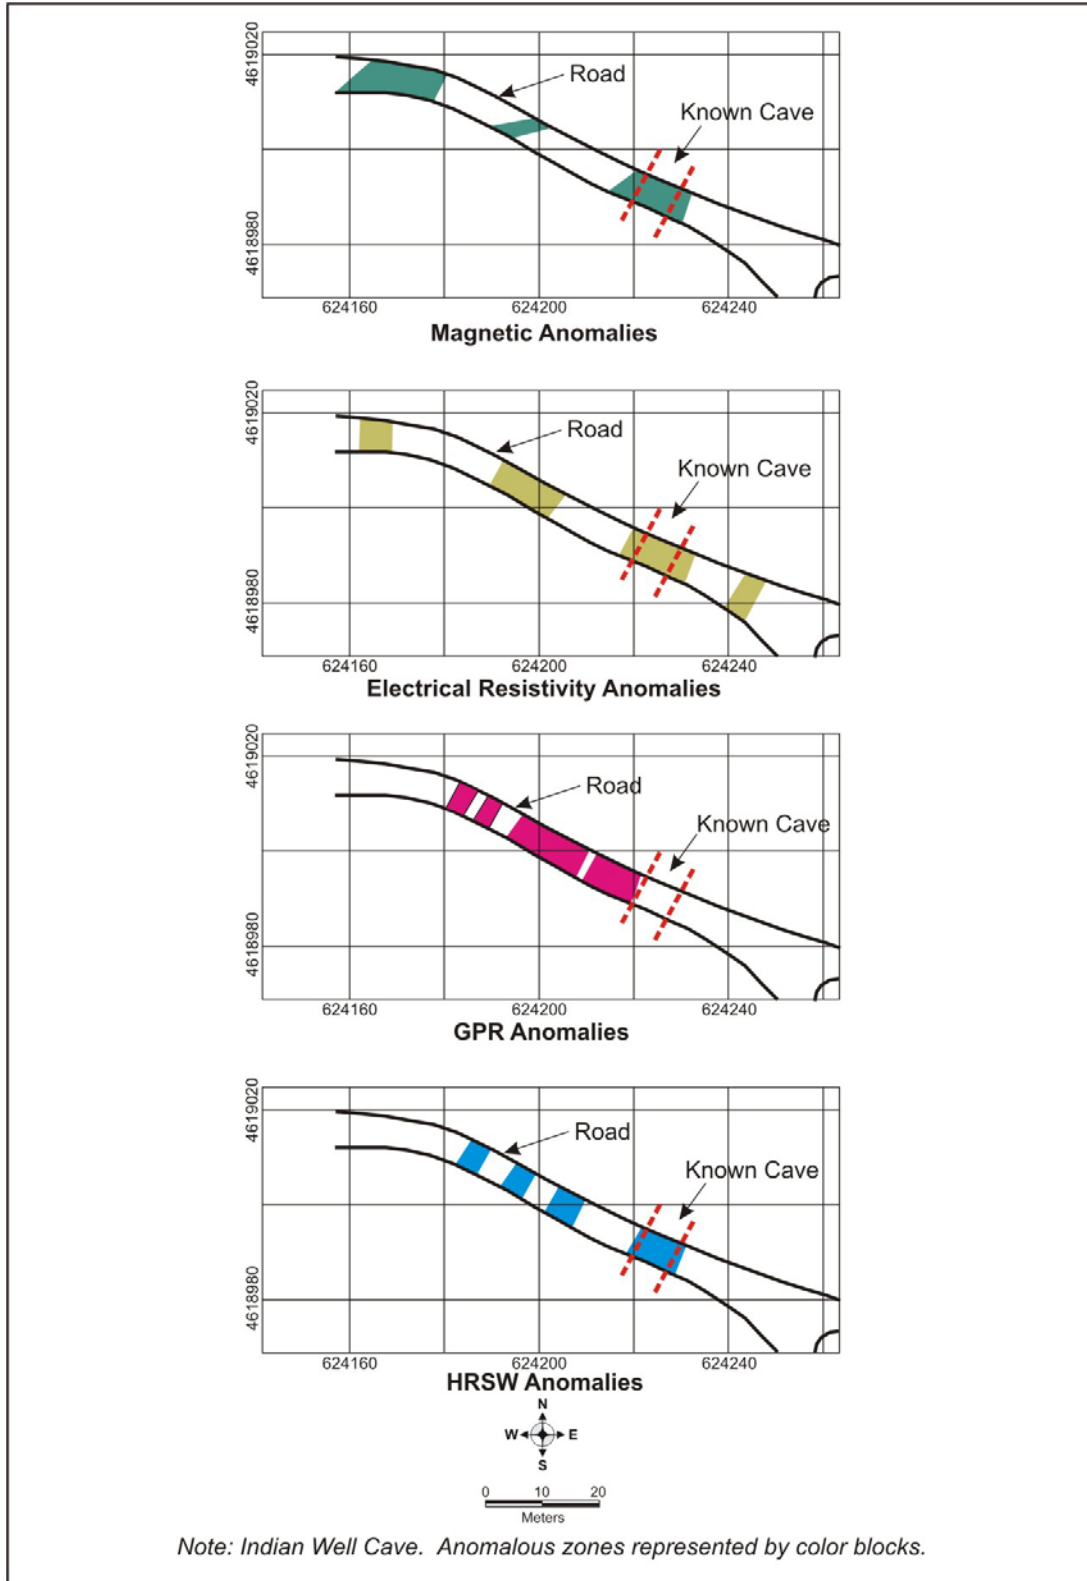 4619020
Road
Known Cave
4618980
624160 624200 624240
Magnetic Anomalies
4619020
Road
Known Cave
4618980
624160 624200 624240
Electrical Resistivity Anomalies
4619020
Road
Known Cave
4618980
624160 624200 624240
GPR Anomalies
4619020
Road
Known Cave
4618980
624160 624200 624240
HRSW Anomalies
N
W E
S
0 10 20
Meters
Note: Indian Well Cave. Anomalous zones represented by color blocks.